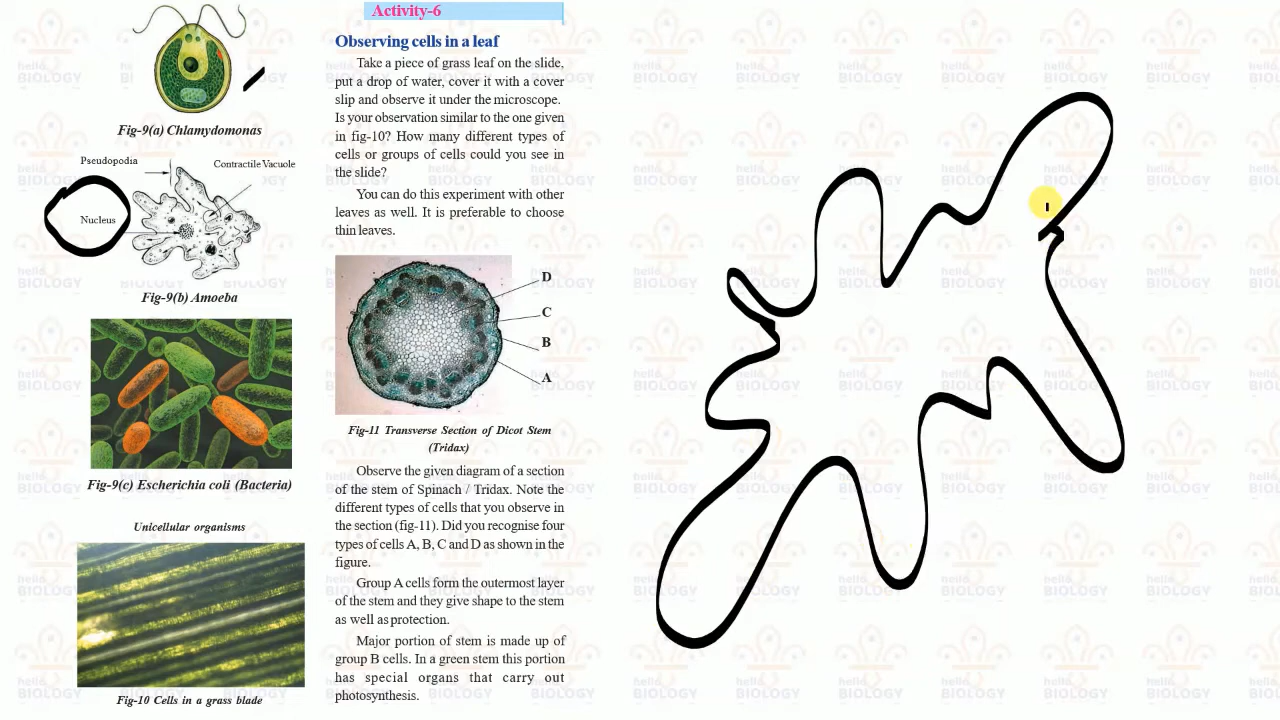 Fig-9(a) Chlamydomonas
Pseudopodia
Contractile Vacuole
Nucleus
Fig-9(b) Amoeba
Fig-9(c) Escherichia coli (Bacteria)
Unicellular organisms
Fig-10 Cells in a grass blade
Activity-6
Observing cells in a leaf
Take a piece of grass leaf on the slide,
put a drop of water, cover it with a cover
slip and observe it under the microscope.
Is your observation similar to the one given
in fig-10? How many different types of
cells or groups of cells could you see in
the slide?
You can do this experiment with other
leaves as well. It is preferable to choose
thin leaves.
D
C
B
A
Fig-11 Transverse Section of Dicot Stem
(Tridax)
Observe the given diagram of a section
of the stem of Spinach / Tridax. Note the
different types of cells that you observe in
the section (fig-11). Did you recognise four
types of cells A, B, C and D as shown in the
figure.
Group A cells form the outermost layer
of the stem and they give shape to the stem
as well as protection.
Major portion of stem is made up of
group B cells. In a green stem this portion
has special organs that carry out
photosynthesis.
hello
BIOLOGY